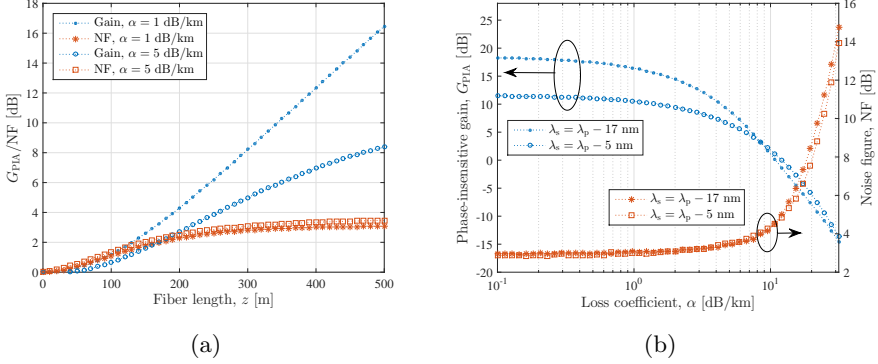 18
16
14
12
10
8
6
4
2
0
G_PIA/NF [dB]
Gain, α = 1 dB/km
NF, α = 1 dB/km
Gain, α = 5 dB/km
NF, α = 5 dB/km
0 100 200 300 400 500
Fiber length, z [m]
(a)
25
20
15
10
5
0
-5
-10
-15
-20
Phase-insensitive gain, G_PIA [dB]
λ_s = λ_p − 17 nm
λ_s = λ_p − 5 nm
λ_s = λ_p − 17 nm
λ_s = λ_p − 5 nm
14
12
10
8
6
4
2
Noise figure, NF [dB]
10^-1 10^0 10^1
Loss coefficient, α [dB/km]
(b)